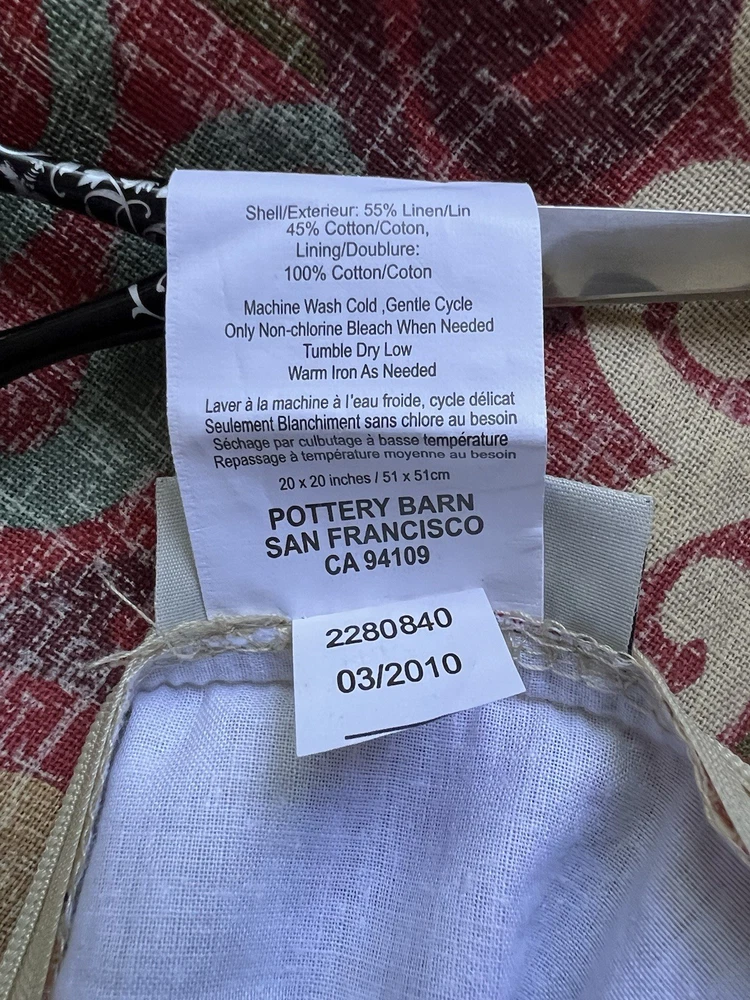 Shell/Exterieur: 55% Linen/Lin
45% Cotton/Coton,
Lining/Doublure:
100% Cotton/Coton
Machine Wash Cold ,Gentle Cycle
Only Non-chlorine Bleach When Needed
Tumble Dry Low
Warm Iron As Needed
Laver à la machine à l'eau froide, cycle délicat
Seulement Blanchiment sans chlore au besoin
Séchage par culbutage à basse température
Repassage à température moyenne au besoin
20 x 20 inches / 51 x 51cm
POTTERY BARN
SAN FRANCISCO
CA 94109
2280840
03/2010